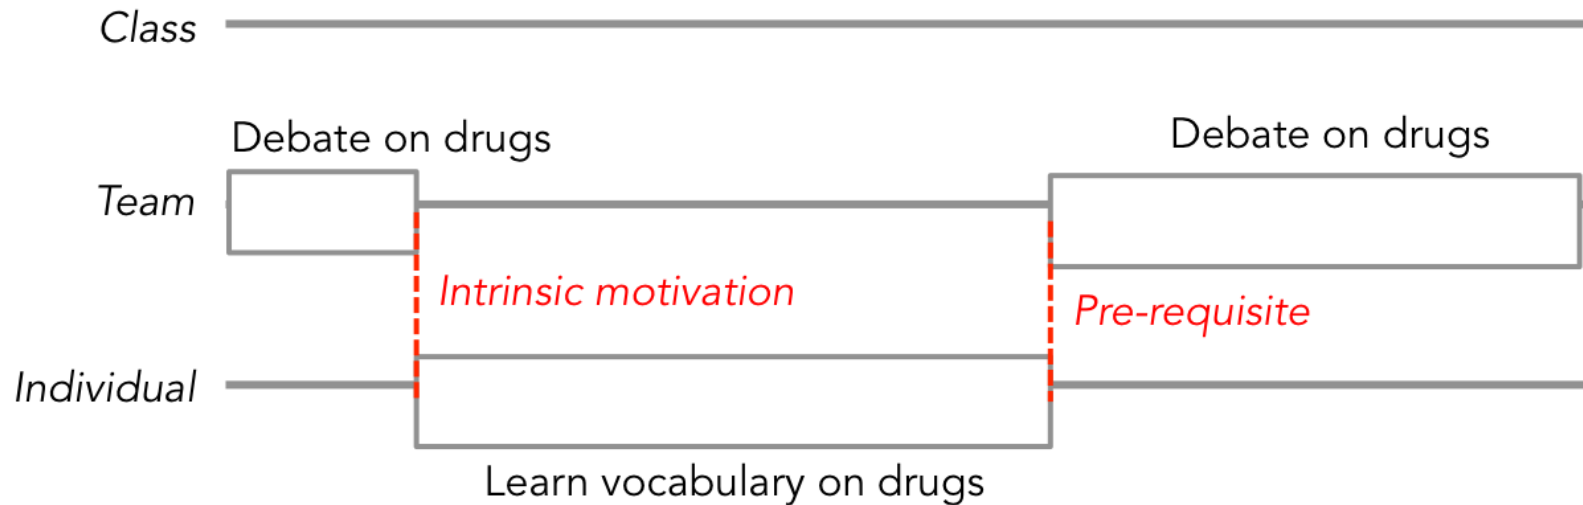 Class
Debate on drugs
Debate on drugs
Team
Intrinsic motivation
Pre-requisite
Individual
Learn vocabulary on drugs